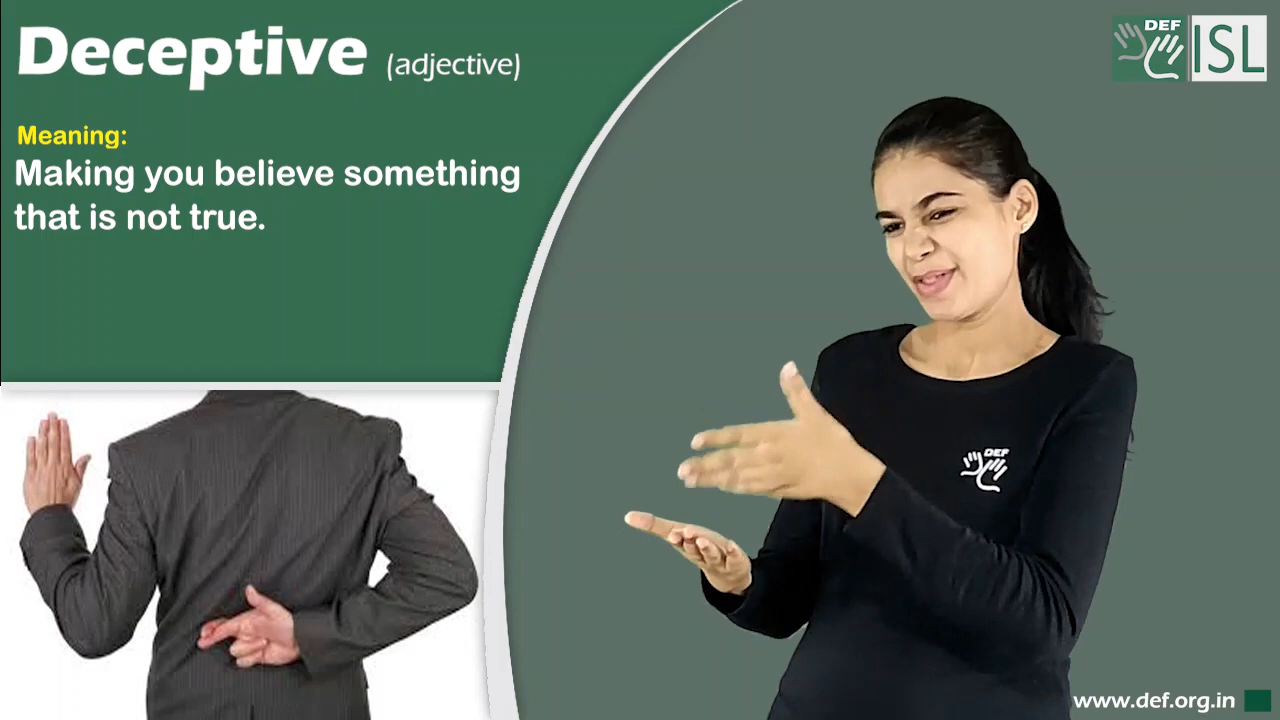 Deceptive (adjective)
Meaning:
Making you believe something
that is not true.
DEF
ISL
DEF
www.def.org.in